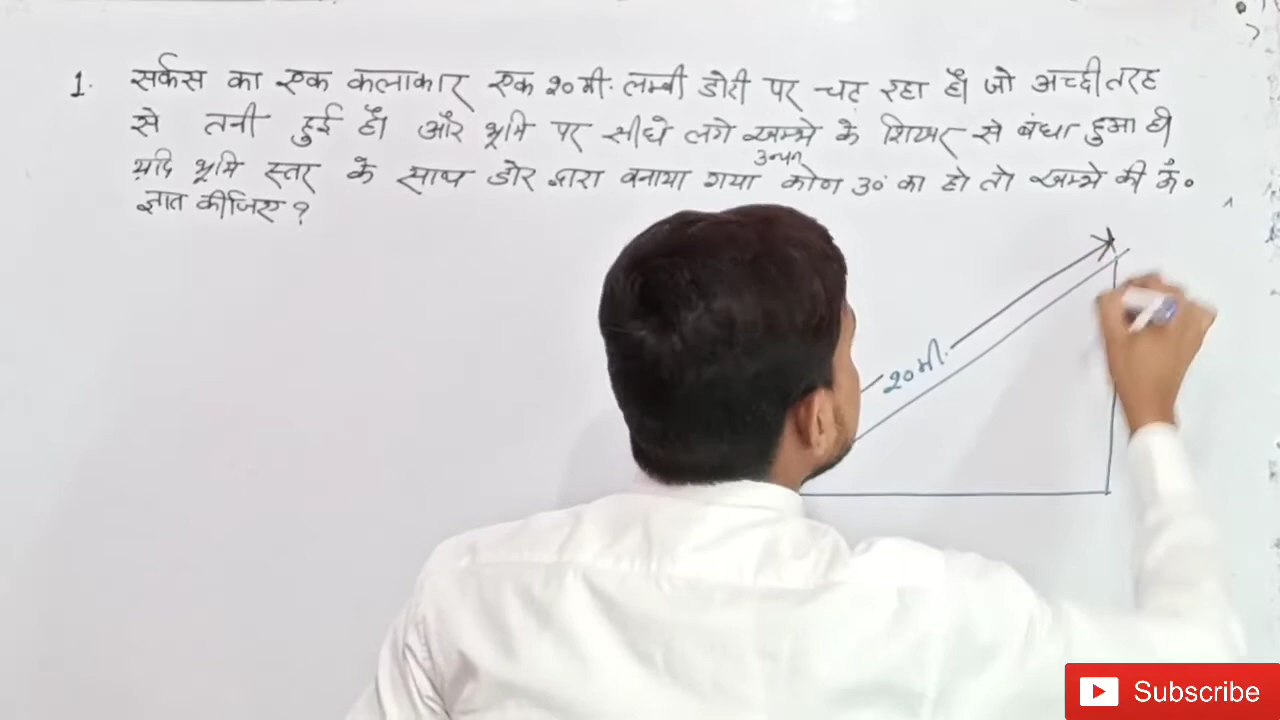 1. सर्कस का एक कलाकार एक 20 मी. लम्बी डोरी पर चढ़ रहा है। जो अच्छी तरह
से तनी हुई है। और भूमि पर सीधे लगे खम्भे के शिखर से बंधा हुआ है।
उन्नयन
यदि भूमि स्तर के साथ डोर द्वारा बनाया गया कोण 30° का हो तो खम्भे की ऊँ॰
ज्ञात कीजिए ?
20 मी.
Subscribe